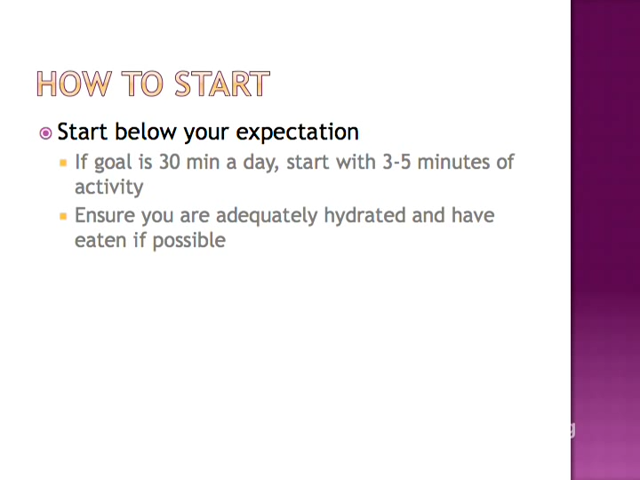 HOW TO START
Start below your expectation
If goal is 30 min a day, start with 3-5 minutes of
activity
Ensure you are adequately hydrated and have
eaten if possible